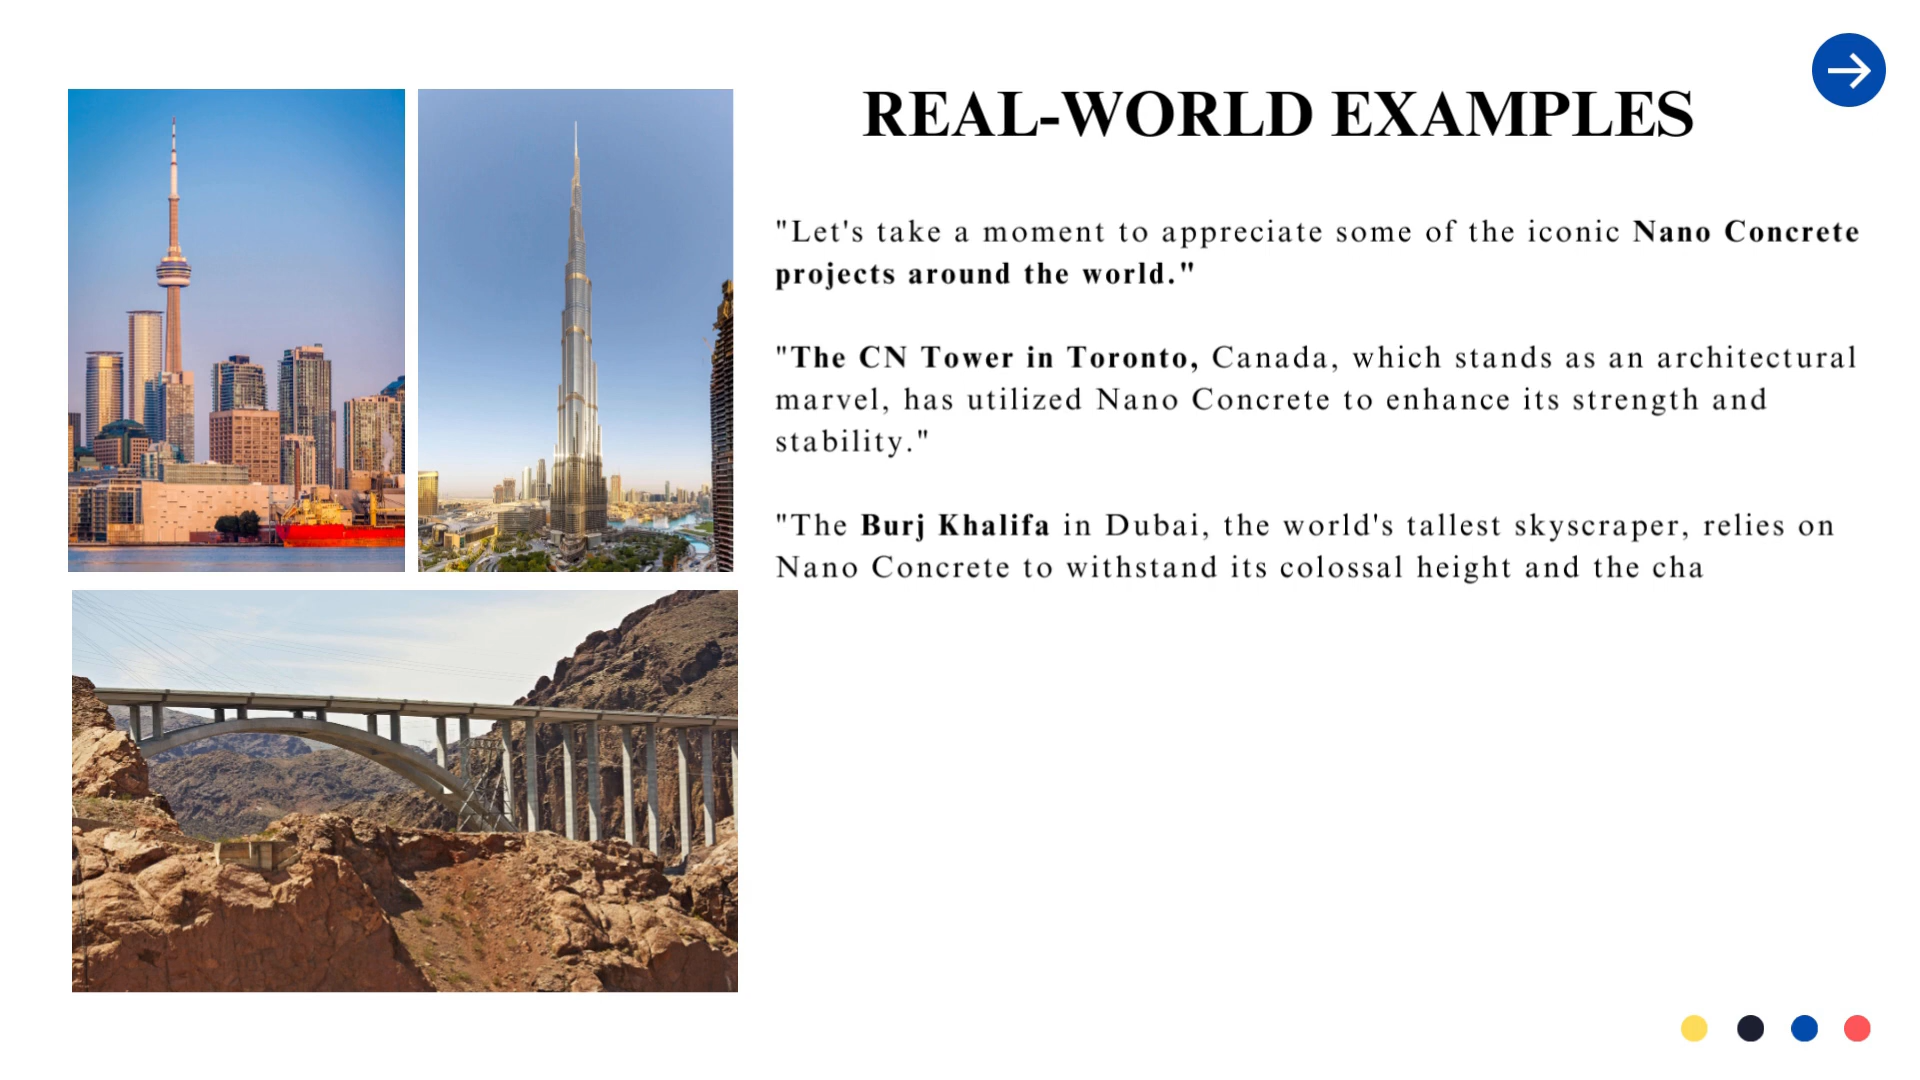 REAL-WORLD EXAMPLES
"Let's take a moment to appreciate some of the iconic Nano Concrete
projects around the world."
"The CN Tower in Toronto, Canada, which stands as an architectural
marvel, has utilized Nano Concrete to enhance its strength and
stability."
"The Burj Khalifa in Dubai, the world's tallest skyscraper, relies on
Nano Concrete to withstand its colossal height and the cha